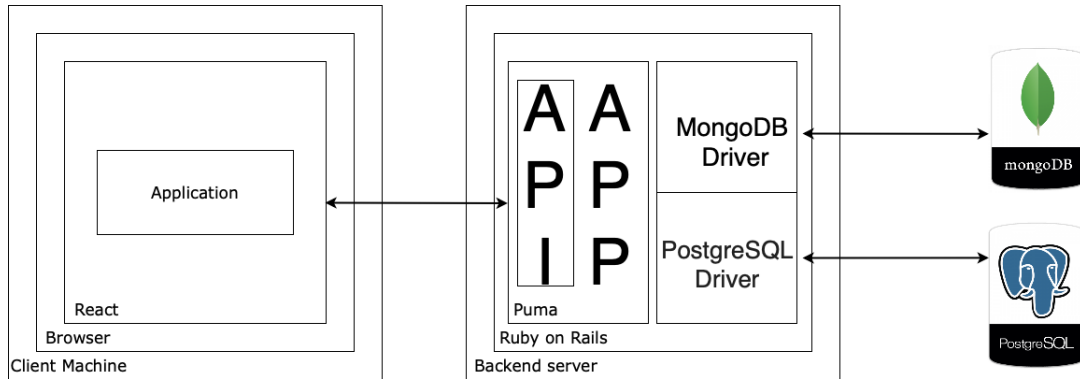 Application
React
Browser
Client Machine
A
P
I
A
P
P
Puma
MongoDB
Driver
PostgreSQL
Driver
Ruby on Rails
Backend server
mongoDB
PostgreSQL